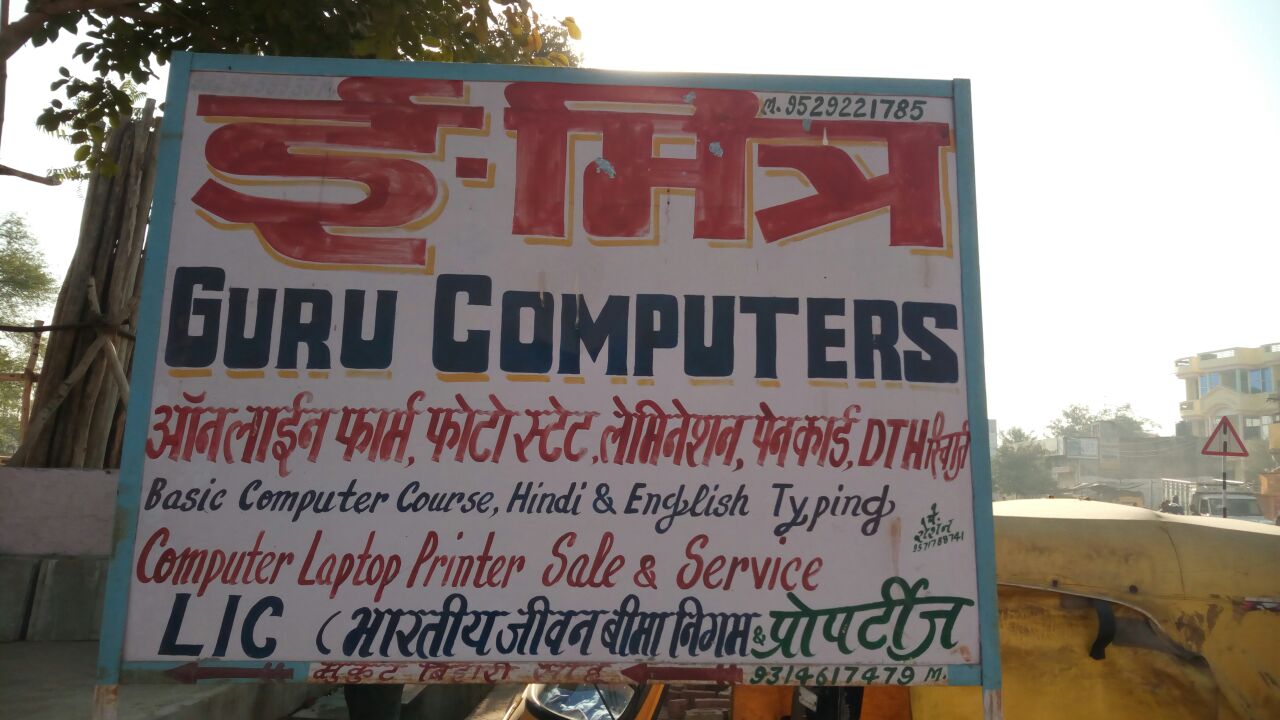 M. 9529221785
ई-मित्र
GURU COMPUTERS
ऑनलाईन फार्म, फोटो स्टेट, लेमिनेशन, पेनकार्ड, DTH रिचार्ज
Basic Computer Course, Hindi & English Typing
Computer Laptop Printer Sale & Service
LIC (भारतीय जीवन बीमा निगम & प्रोपर्टीज
मुकुट बिहारी साहू 9314617479 M.